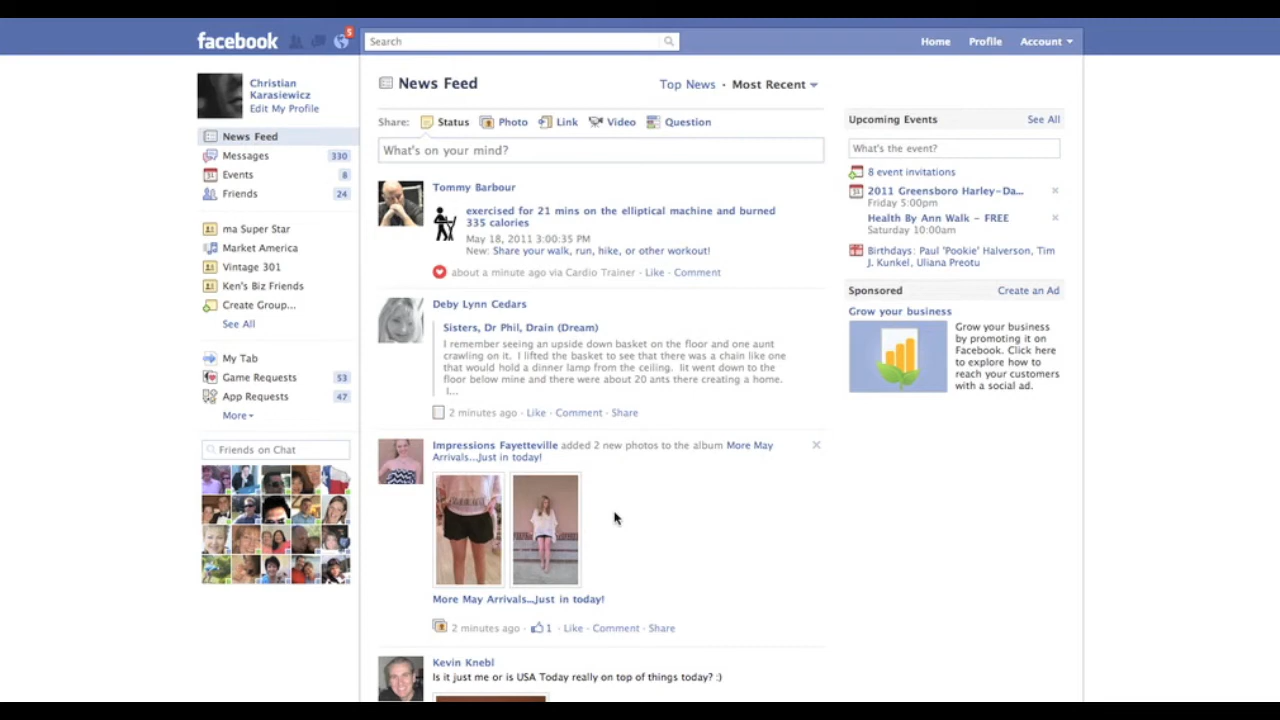 facebook
5
Search
Home
Profile
Account
Christian
Karasiewicz
Edit My Profile
News Feed
Messages 330
Events 8
Friends 24
ma Super Star
Market America
Vintage 301
Ken's Biz Friends
Create Group...
See All
My Tab
Game Requests 53
App Requests 47
More
Friends on Chat
News Feed
Top News · Most Recent
Share: Status Photo Link Video Question
What's on your mind?
Tommy Barbour
exercised for 21 mins on the elliptical machine and burned
335 calories
May 18, 2011 3:00:35 PM
New: Share your walk, run, hike, or other workout!
about a minute ago via Cardio Trainer · Like · Comment
Deby Lynn Cedars
Sisters, Dr Phil, Drain (Dream)
I remember seeing an upside down basket on the floor and one aunt
crawling on it. I lifted the basket to see that there was a chain like one
that would hold a dinner lamp from the ceiling. Iit went down to the
floor below mine and there were about 20 ants there creating a home.
I...
2 minutes ago · Like · Comment · Share
Impressions Fayetteville added 2 new photos to the album More May
Arrivals...Just in today!
More May Arrivals...Just in today!
2 minutes ago · 1 · Like · Comment · Share
Kevin Knebl
Is it just me or is USA Today really on top of things today? :)
Upcoming Events
See All
What's the event?
8 event invitations
31 2011 Greensboro Harley-Da...
Friday 5:00pm
Health By Ann Walk - FREE
Saturday 10:00am
Birthdays: Paul 'Pookie' Halverson, Tim
J. Kunkel, Uliana Preotu
Sponsored
Create an Ad
Grow your business
Grow your business
by promoting it on
Facebook. Click here
to explore how to
reach your customers
with a social ad.